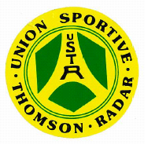 · UNION SPORTIVE ·
USTR
THOMSON · RADAR